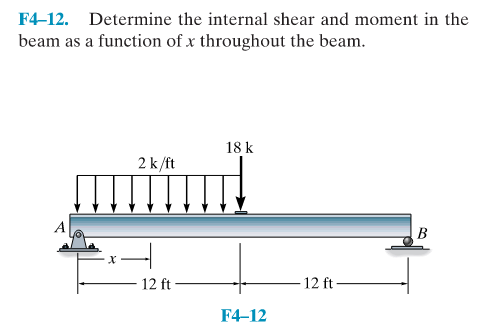 F4–12. Determine the internal shear and moment in the
beam as a function of x throughout the beam.
18 k
2 k/ft
A
B
x
12 ft
12 ft
F4–12